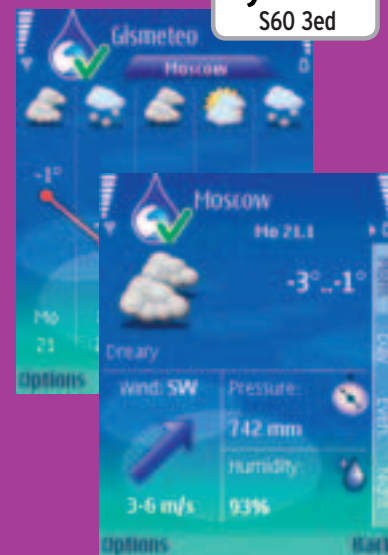 S60 3ed
Gismeteo
Moscow
-1°
Mo
21
Options
Moscow
Mo 21.1
-3°..-1°
Dreary
Wind: SW
Pressure:
742 mm
Humidity:
3-6 m/s
93%
Options